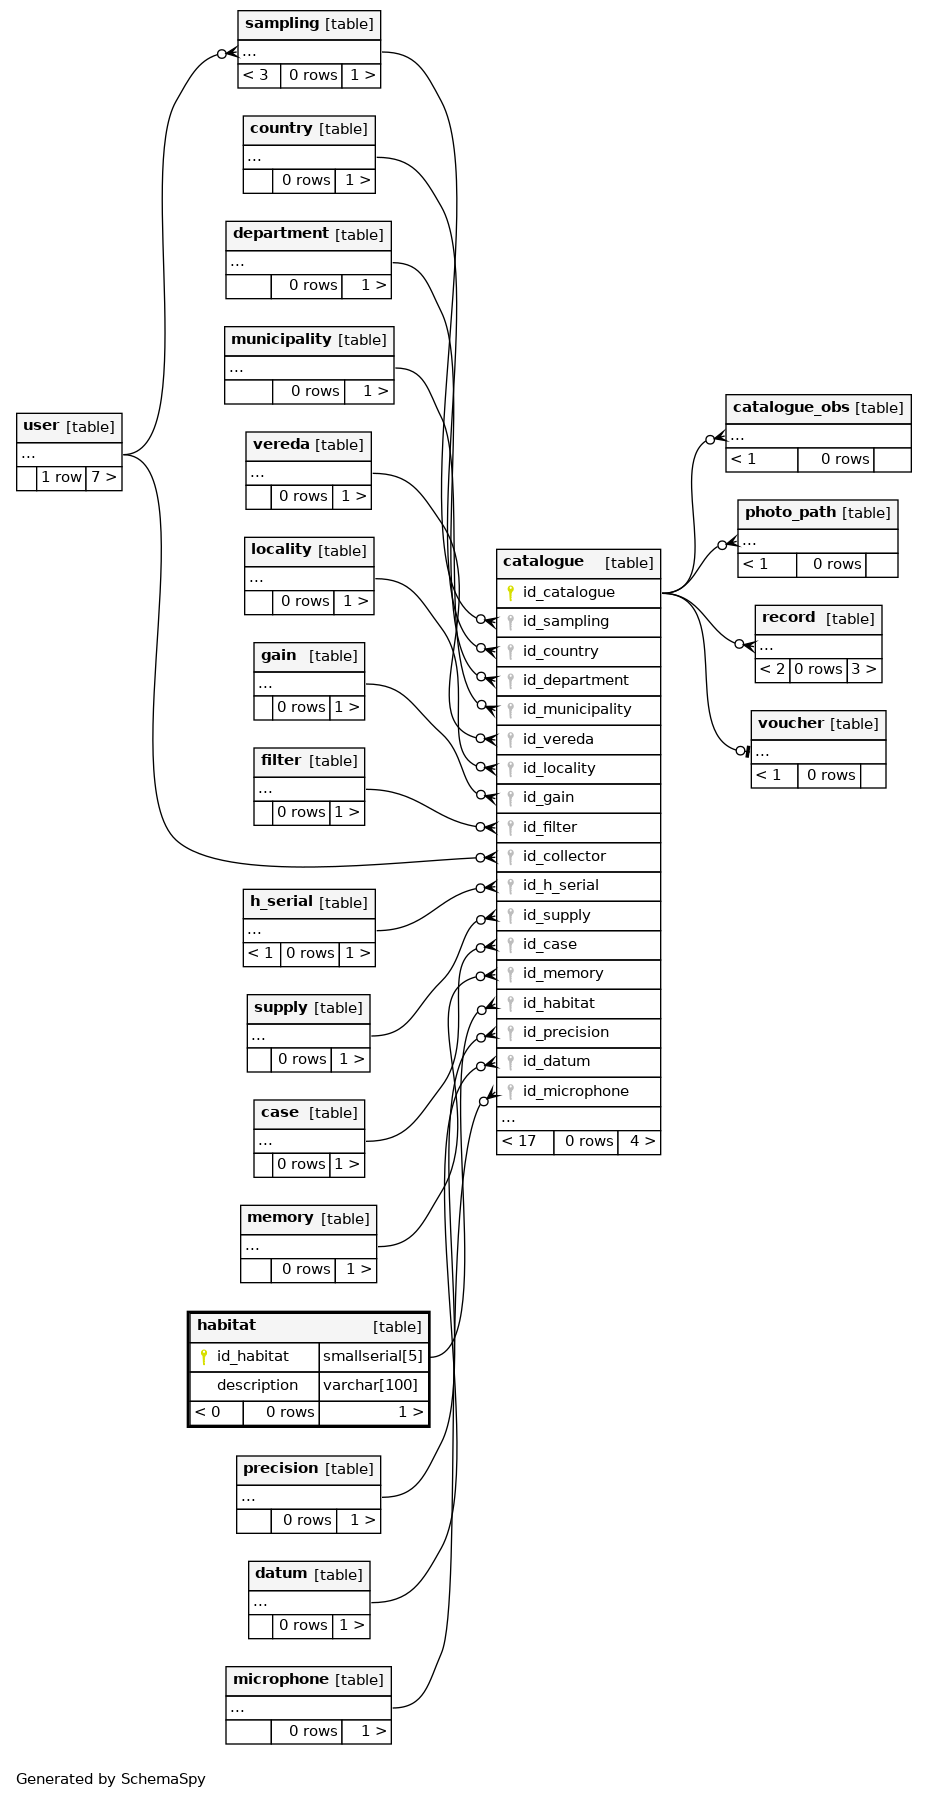 sampling [table]
...
< 3 0 rows 1 >
country [table]
...
0 rows 1 >
department [table]
...
0 rows 1 >
municipality [table]
...
0 rows 1 >
user [table]
...
1 row 7 >
vereda [table]
...
0 rows 1 >
locality [table]
...
0 rows 1 >
gain [table]
...
0 rows 1 >
filter [table]
...
0 rows 1 >
h_serial [table]
...
< 1 0 rows 1 >
supply [table]
...
0 rows 1 >
case [table]
...
0 rows 1 >
memory [table]
...
0 rows 1 >
habitat [table]
id_habitat smallserial[5]
description varchar[100]
< 0 0 rows 1 >
precision [table]
...
0 rows 1 >
datum [table]
...
0 rows 1 >
microphone [table]
...
0 rows 1 >
catalogue [table]
id_catalogue
id_sampling
id_country
id_department
id_municipality
id_vereda
id_locality
id_gain
id_filter
id_collector
id_h_serial
id_supply
id_case
id_memory
id_habitat
id_precision
id_datum
id_microphone
...
< 17 0 rows 4 >
catalogue_obs [table]
...
< 1 0 rows
photo_path [table]
...
< 1 0 rows
record [table]
...
< 2 0 rows 3 >
voucher [table]
...
< 1 0 rows
Generated by SchemaSpy